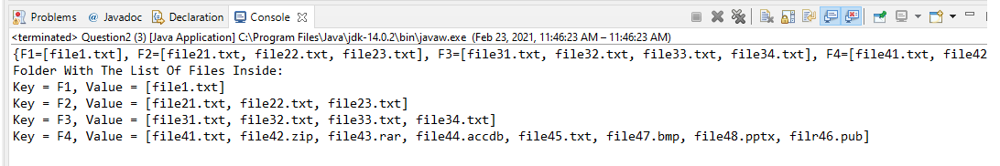 Problems @ Javadoc Declaration Console
<terminated> Question2 (3) [Java Application] C:\Program Files\Java\jdk-14.0.2\bin\javaw.exe (Feb 23, 2021, 11:46:23 AM – 11:46:23 AM)
{F1=[file1.txt], F2=[file21.txt, file22.txt, file23.txt], F3=[file31.txt, file32.txt, file33.txt, file34.txt], F4=[file41.txt, file42
Folder With The List Of Files Inside:
Key = F1, Value = [file1.txt]
Key = F2, Value = [file21.txt, file22.txt, file23.txt]
Key = F3, Value = [file31.txt, file32.txt, file33.txt, file34.txt]
Key = F4, Value = [file41.txt, file42.zip, file43.rar, file44.accdb, file45.txt, file47.bmp, file48.pptx, filr46.pub]